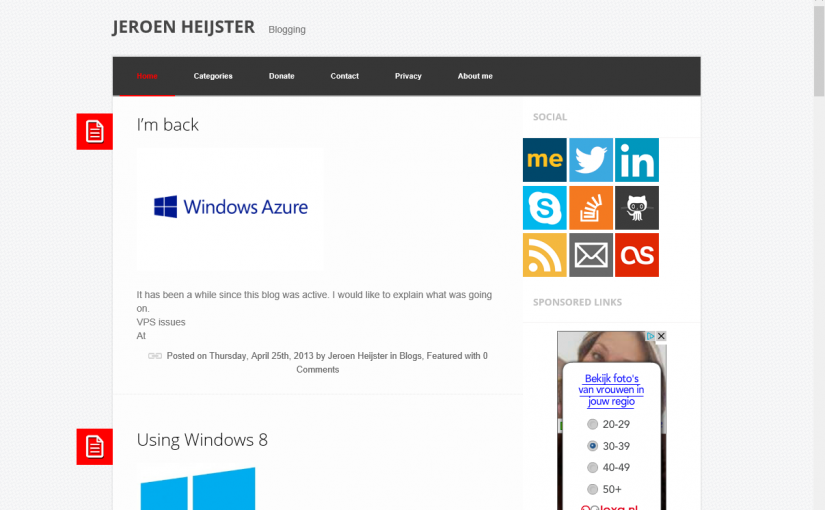 JEROEN HEIJSTER Blogging
Home Categories Donate Contact Privacy About me
I'm back
Windows Azure
It has been a while since this blog was active. I would like to explain what was going
on.
VPS issues
At
Posted on Thursday, April 25th, 2013 by Jeroen Heijster in Blogs, Featured with 0
Comments
Using Windows 8
SOCIAL
me
in
S
as
SPONSORED LINKS
Bekijk foto's
van vrouwen in
jouw regio
20-29
30-39
40-49
50+